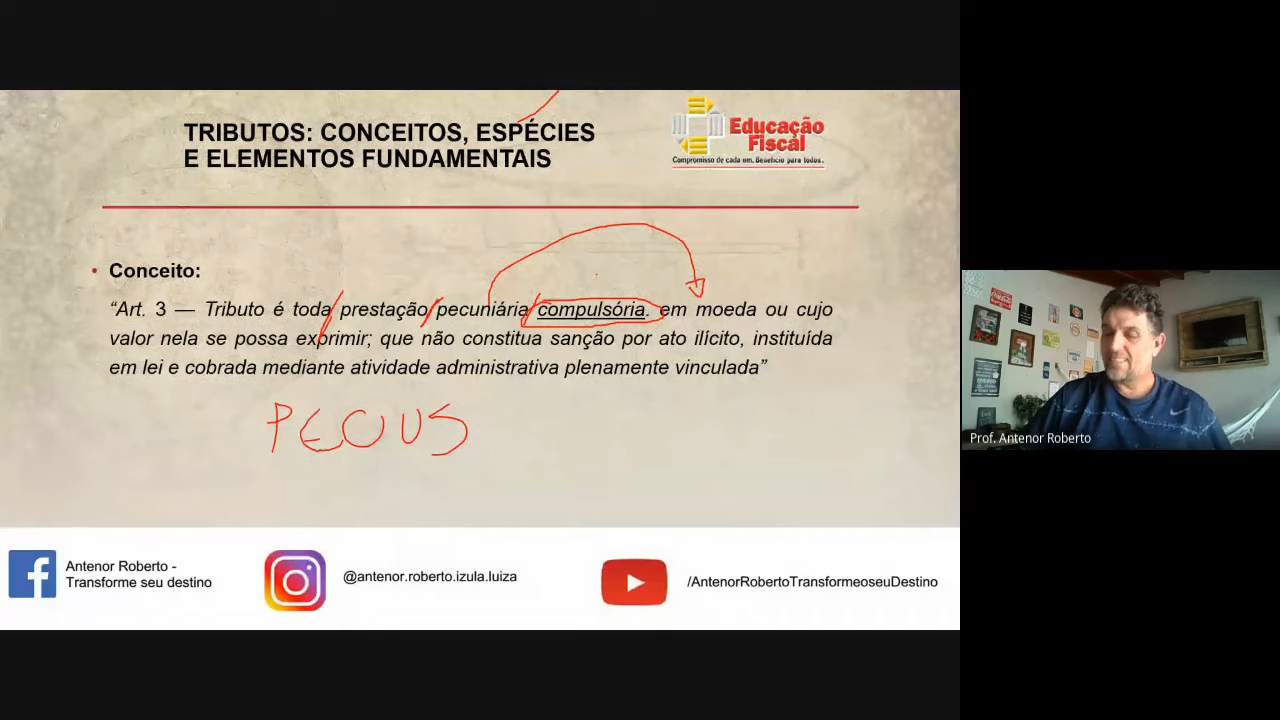 TRIBUTOS: CONCEITOS, ESPÉCIES
E ELEMENTOS FUNDAMENTAIS
Educação
Fiscal
Compromisso de cada um. Benefício para todos.
• Conceito:
“Art. 3 — Tributo é toda prestação pecuniária compulsória. em moeda ou cujo
valor nela se possa exprimir; que não constitua sanção por ato ilícito, instituída
em lei e cobrada mediante atividade administrativa plenamente vinculada”
PECUS
Antenor Roberto -
Transforme seu destino
@antenor.roberto.izula.luiza
/AntenorRobertoTransformeoseuDestino
Prof. Antenor Roberto